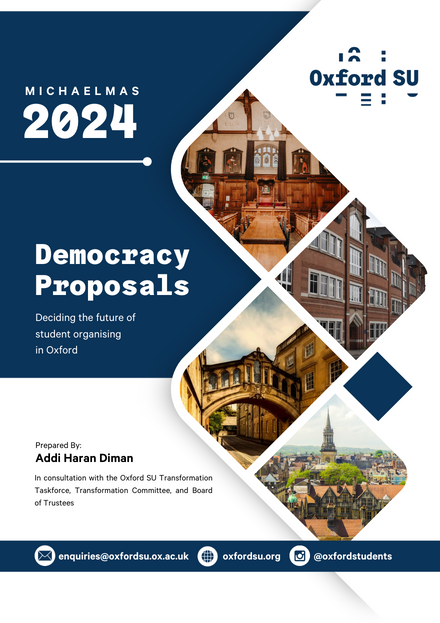 Oxford SU
MICHAELMAS
2024
Democracy
Proposals
Deciding the future of
student organising
in Oxford
Prepared By:
Addi Haran Diman
In consultation with the Oxford SU Transformation
Taskforce, Transformation Committee, and Board
of Trustees
enquiries@oxfordsu.ox.ac.uk oxfordsu.org @oxfordstudents